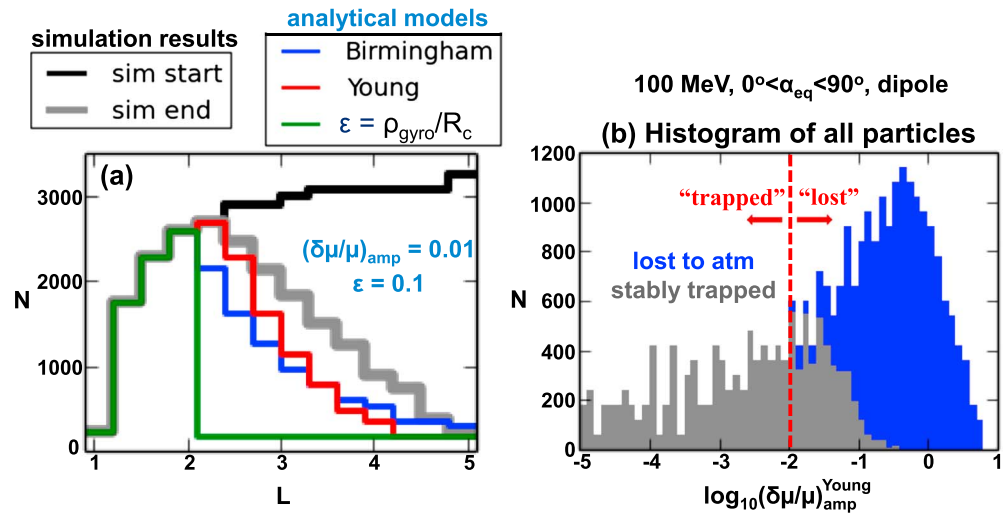 simulation results
sim start
sim end
analytical models
Birmingham
Young
ε = ρgyro/Rc
100 MeV, 0°<αeq<90°, dipole
(a)
(δμ/μ)amp = 0.01
ε = 0.1
N
3000
2000
1000
0
1 2 3 4 5
L
(b) Histogram of all particles
"trapped" "lost"
lost to atm
stably trapped
N
1200
1000
800
600
400
200
0
-5 -4 -3 -2 -1 0 1
log10(δμ/μ)amp Young